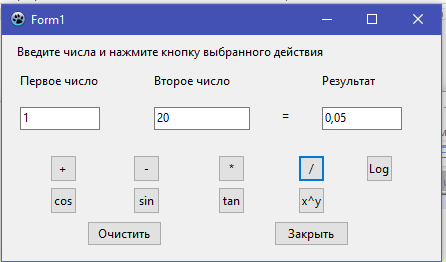 Form1
Введите числа и нажмите кнопку выбранного действия
Первое число Второе число Результат
1 20 = 0,05
+ - * / Log
cos sin tan x^y
Очистить Закрыть